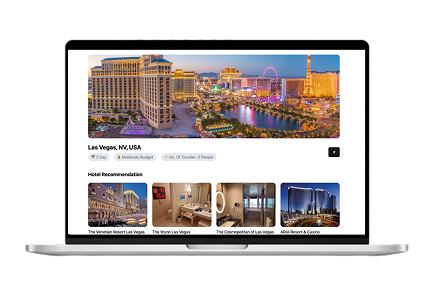 Las Vegas, NV, USA
📅 2 Day
💰 Moderate Budget
No. Of Traveler: 2 People
Hotel Recommendation
The Venetian Resort Las Vegas
The Wynn Las Vegas
The Cosmopolitan of Las Vegas
ARIA Resort & Casino